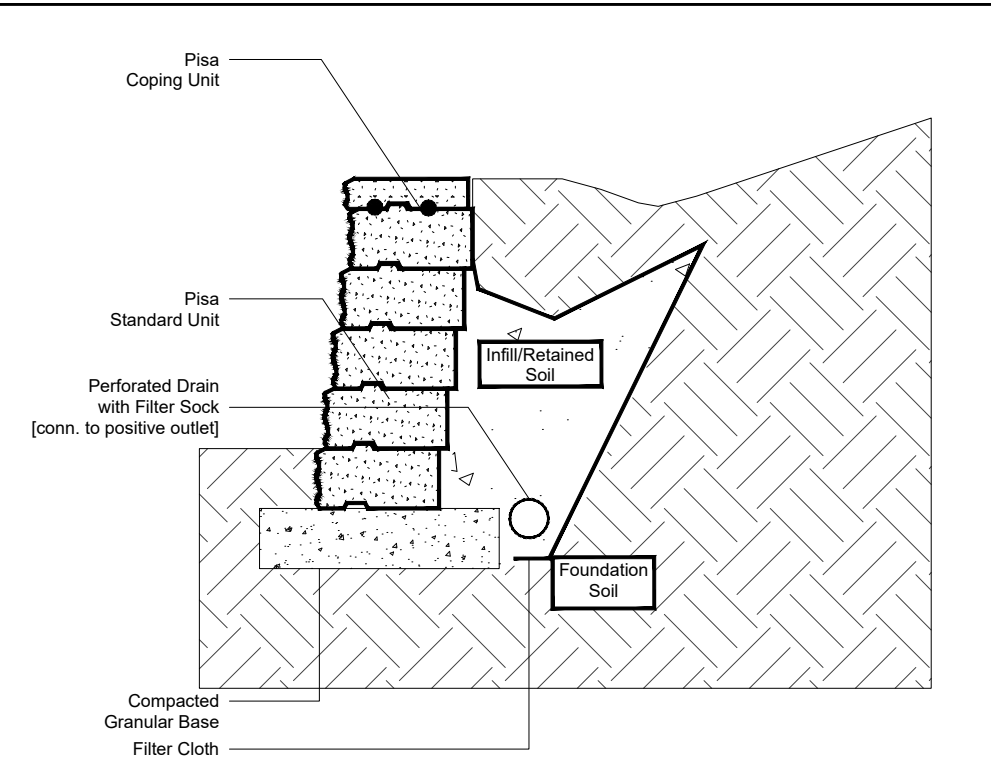 Pisa
Coping Unit
Pisa
Standard Unit
Infill/Retained
Soil
Perforated Drain
with Filter Sock
[conn. to positive outlet]
Foundation
Soil
Compacted
Granular Base
Filter Cloth